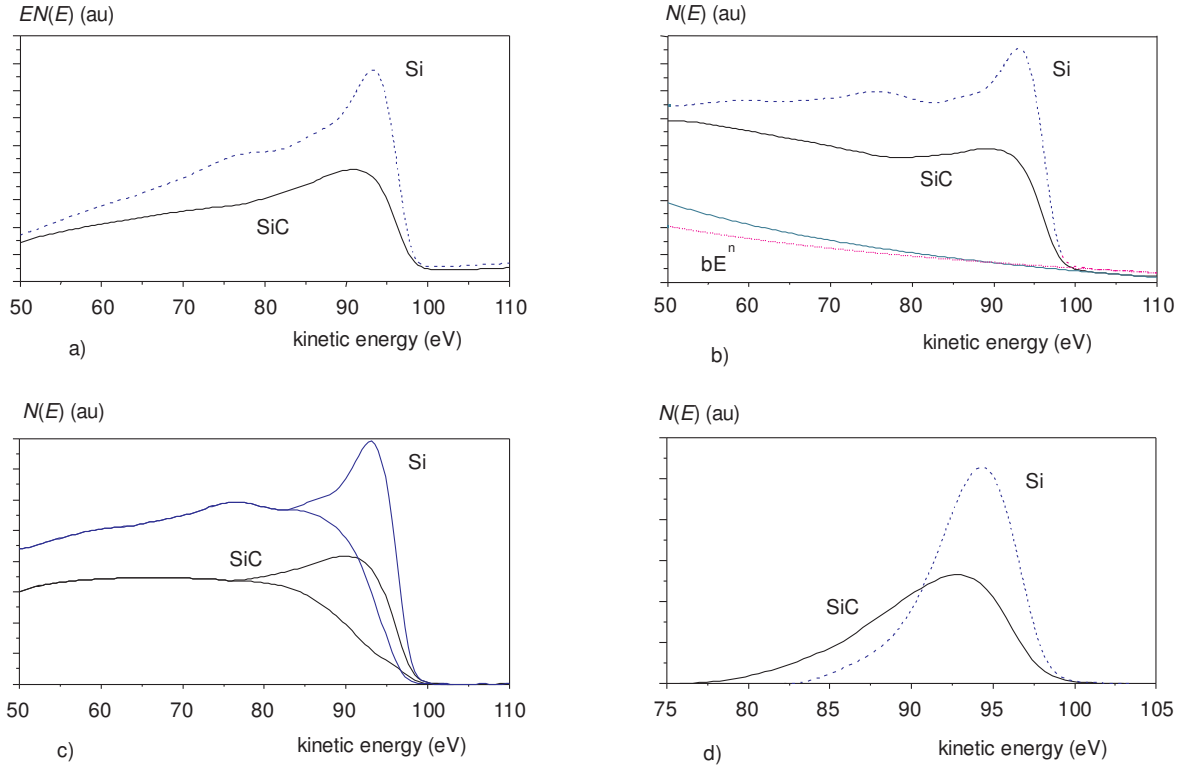 EN(E) (au)
Si
SiC
50 60 70 80 90 100 110
kinetic energy (eV)
a)
N(E) (au)
Si
SiC
bE^n
50 60 70 80 90 100 110
kinetic energy (eV)
b)
N(E) (au)
Si
SiC
50 60 70 80 90 100 110
kinetic energy (eV)
c)
N(E) (au)
Si
SiC
75 80 85 90 95 100 105
kinetic energy (eV)
d)